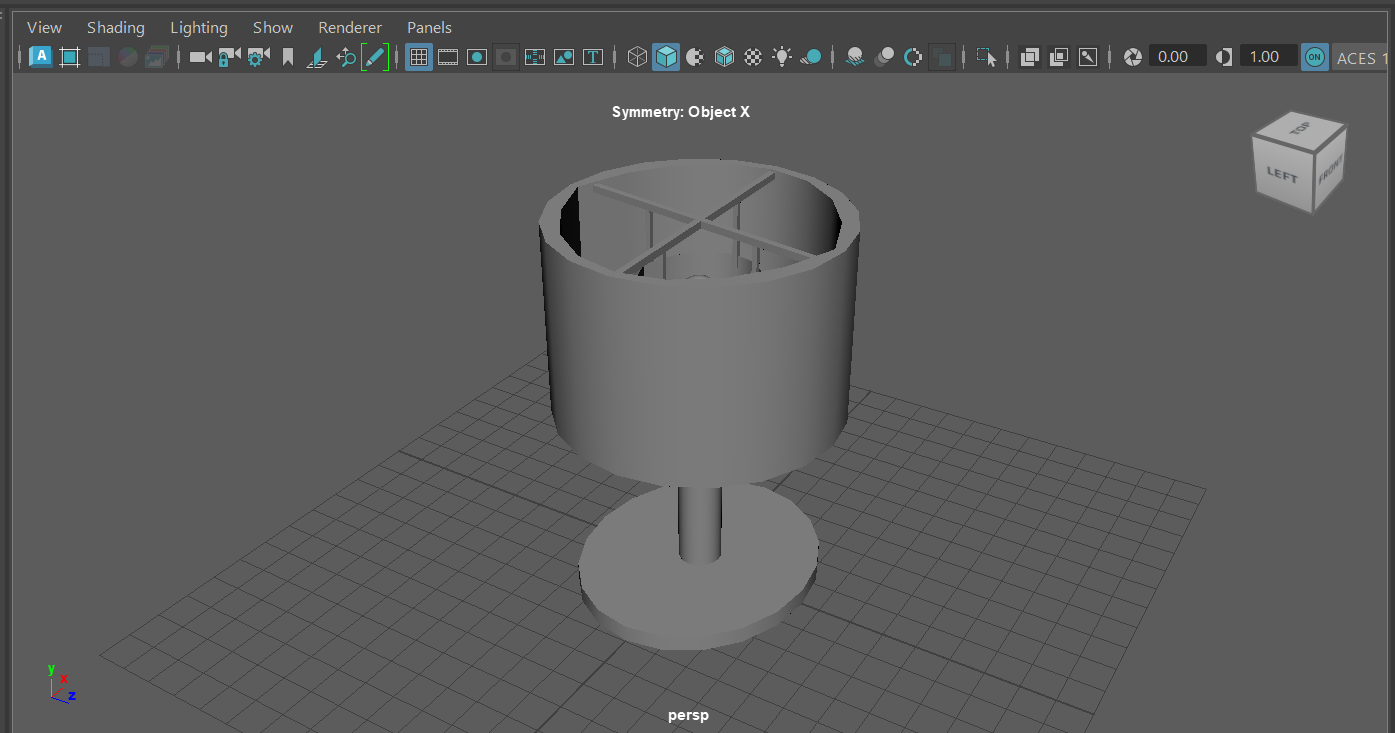 View Shading Lighting Show Renderer Panels
A T 0.00 1.00 ON ACES 1
Symmetry: Object X
TOP
LEFT FRONT
y
x
z
persp